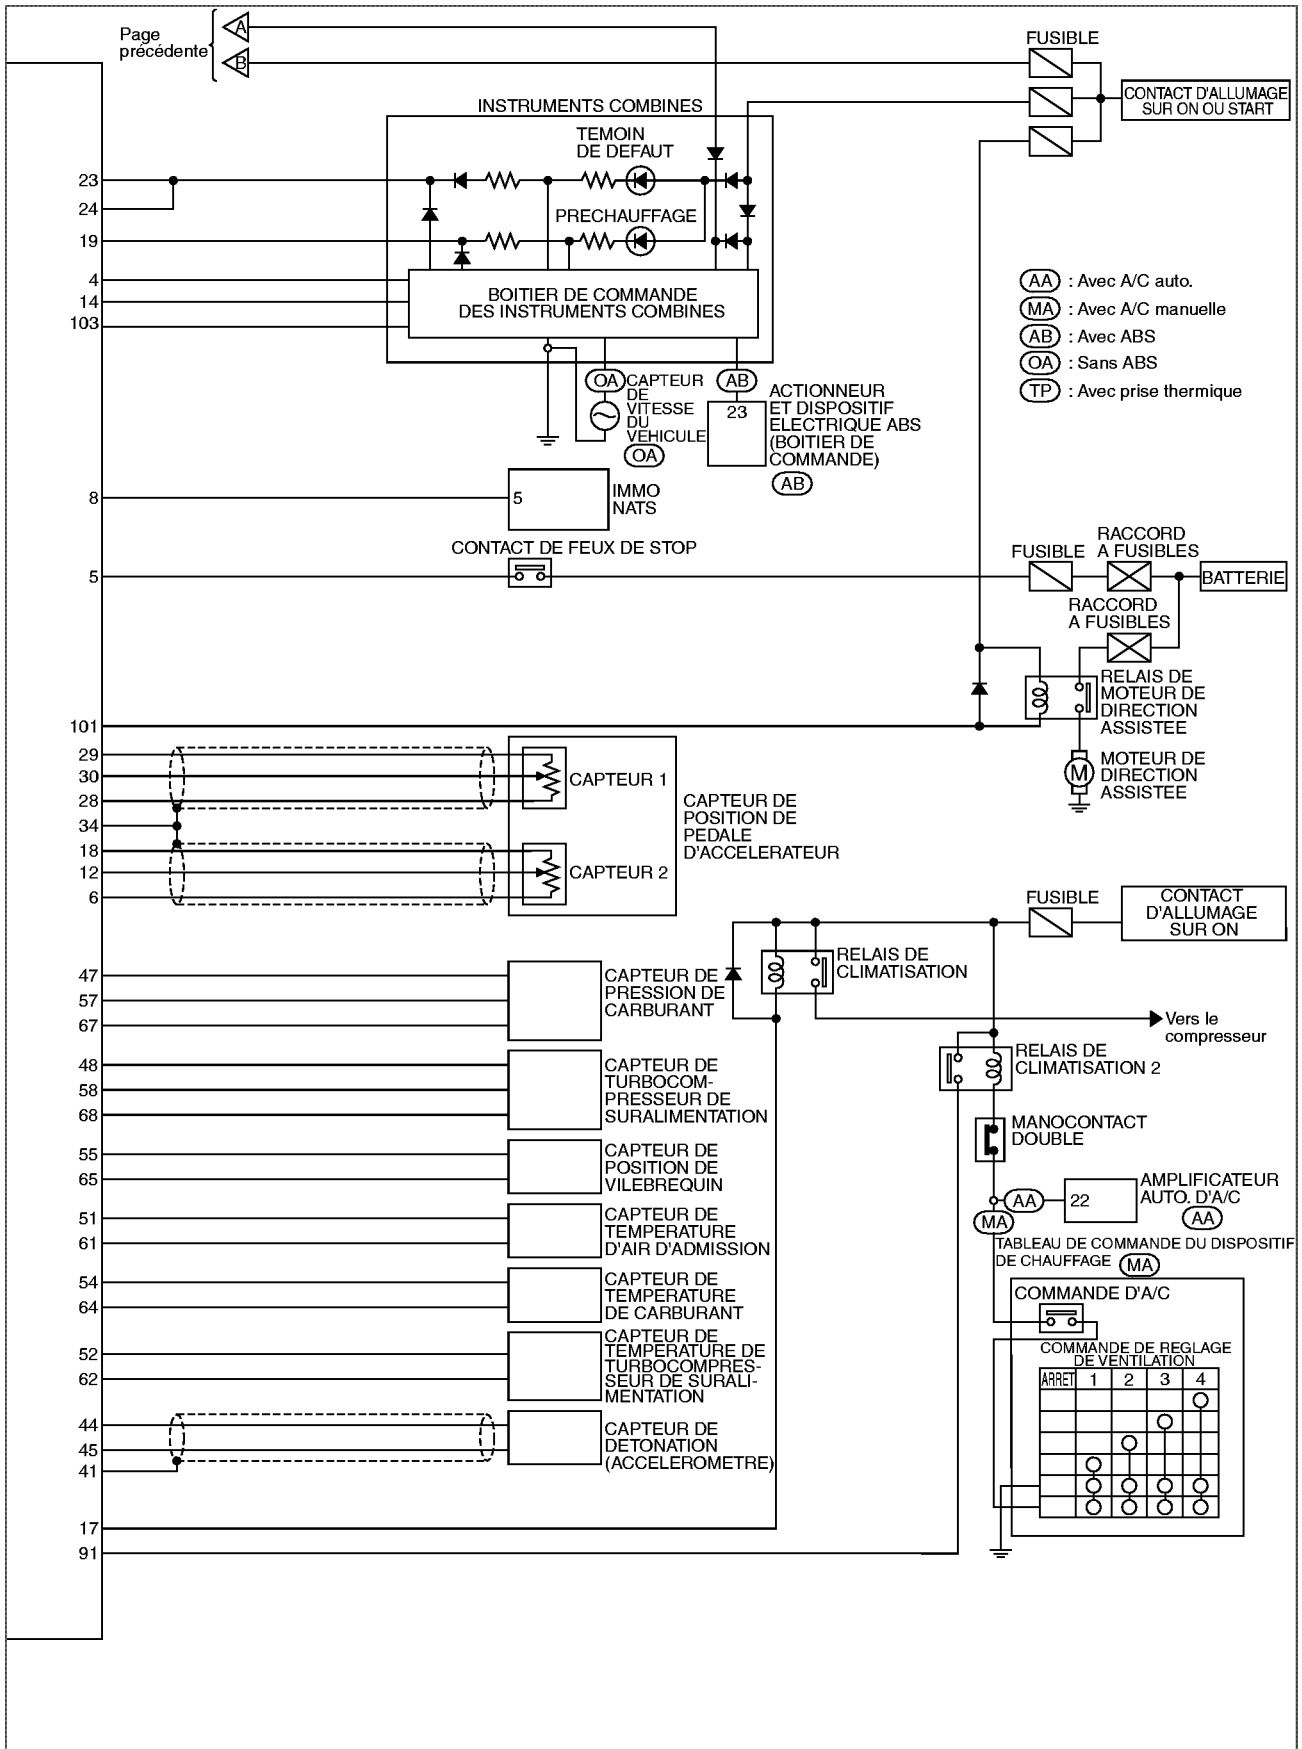 Page
précédente
A
B
FUSIBLE
CONTACT D'ALLUMAGE
SUR ON OU START
INSTRUMENTS COMBINES
TEMOIN
DE DEFAUT
23
24
PRECHAUFFAGE
19
4
14
103
BOITIER DE COMMANDE
DES INSTRUMENTS COMBINES
AA : Avec A/C auto.
MA : Avec A/C manuelle
AB : Avec ABS
OA : Sans ABS
TP : Avec prise thermique
OA
CAPTEUR
DE
VITESSE
DU
VEHICULE
OA
AB
23
ACTIONNEUR
ET DISPOSITIF
ELECTRIQUE ABS
(BOITIER DE
COMMANDE)
AB
8
5
IMMO
NATS
CONTACT DE FEUX DE STOP
5
FUSIBLE
RACCORD
A FUSIBLES
BATTERIE
RACCORD
A FUSIBLES
RELAIS DE
MOTEUR DE
DIRECTION
ASSISTEE
101
M
MOTEUR DE
DIRECTION
ASSISTEE
29
30
28
34
18
12
6
CAPTEUR 1
CAPTEUR 2
CAPTEUR DE
POSITION DE
PEDALE
D'ACCELERATEUR
FUSIBLE
CONTACT
D'ALLUMAGE
SUR ON
RELAIS DE
CLIMATISATION
47
57
67
CAPTEUR DE
PRESSION DE
CARBURANT
Vers le
compresseur
RELAIS DE
CLIMATISATION 2
48
58
68
CAPTEUR DE
TURBOCOM-
PRESSEUR DE
SURALIMENTATION
MANOCONTACT
DOUBLE
55
65
CAPTEUR DE
POSITION DE
VILEBREQUIN
AA
22
AMPLIFICATEUR
AUTO. D'A/C
AA
MA
51
61
CAPTEUR DE
TEMPERATURE
D'AIR D'ADMISSION
TABLEAU DE COMMANDE DU DISPOSITIF
DE CHAUFFAGE MA
54
64
CAPTEUR DE
TEMPERATURE
DE CARBURANT
COMMANDE D'A/C
52
62
CAPTEUR DE
TEMPERATURE DE
TURBOCOMPRES-
SEUR DE SURALI-
MENTATION
COMMANDE DE REGLAGE
DE VENTILATION
ARRET 1 2 3 4
44
45
41
CAPTEUR DE
DETONATION
(ACCELEROMETRE)
17
91